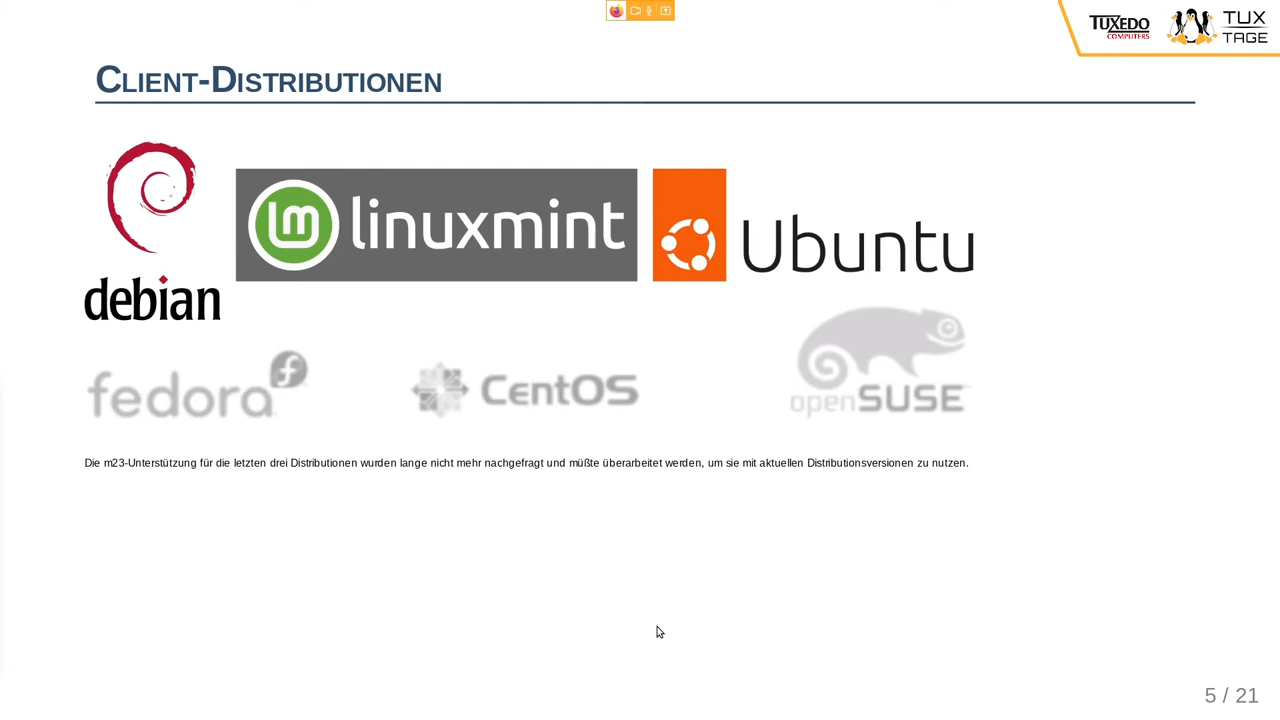 TUXEDO
COMPUTERS
TUX
TAGE
CLIENT-DISTRIBUTIONEN
debian
lm linuxmint
Ubuntu
fedora f
CentOS
openSUSE
Die m23-Unterstützung für die letzten drei Distributionen wurden lange nicht mehr nachgefragt und müßte überarbeitet werden, um sie mit aktuellen Distributionsversionen zu nutzen.
5 / 21